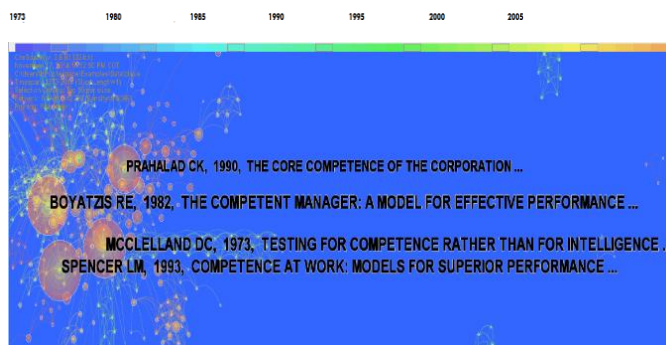 1973 1980 1985 1990 1995 2000 2005
PRAHALAD CK, 1990, THE CORE COMPETENCE OF THE CORPORATION ...
BOYATZIS RE, 1982, THE COMPETENT MANAGER: A MODEL FOR EFFECTIVE PERFORMANCE ...
MCCLELLAND DC, 1973, TESTING FOR COMPETENCE RATHER THAN FOR INTELLIGENCE ...
SPENCER LM, 1993, COMPETENCE AT WORK: MODELS FOR SUPERIOR PERFORMANCE ...